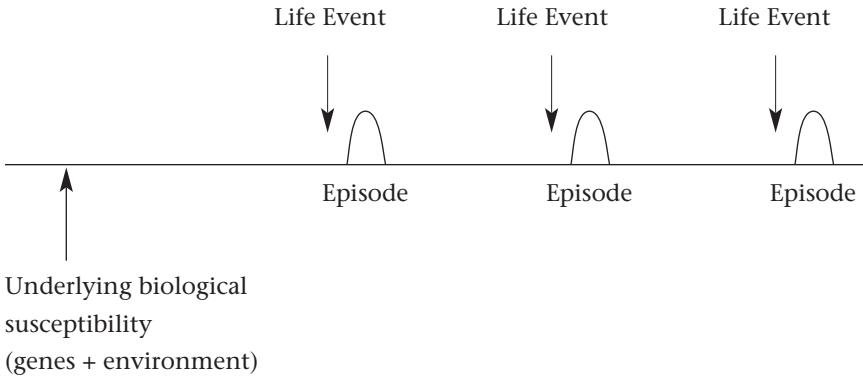 Life Event Life Event Life Event
Episode Episode Episode
Underlying biological
susceptibility
(genes + environment)